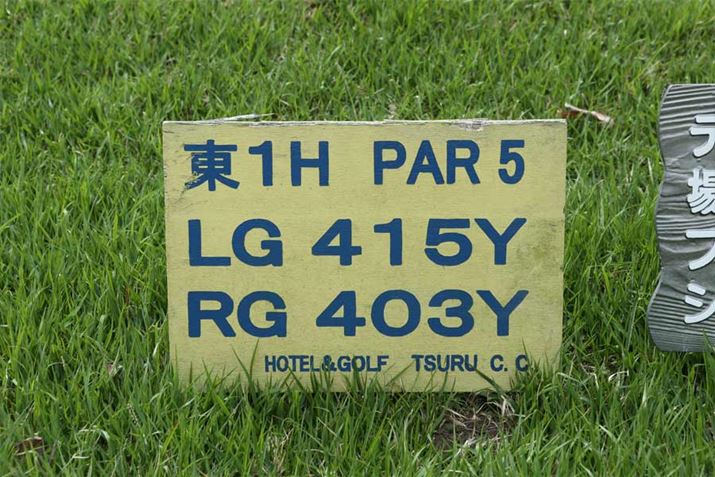 東1H PAR 5
LG 415Y
RG 403Y
HOTEL&GOLF TSURU C. C